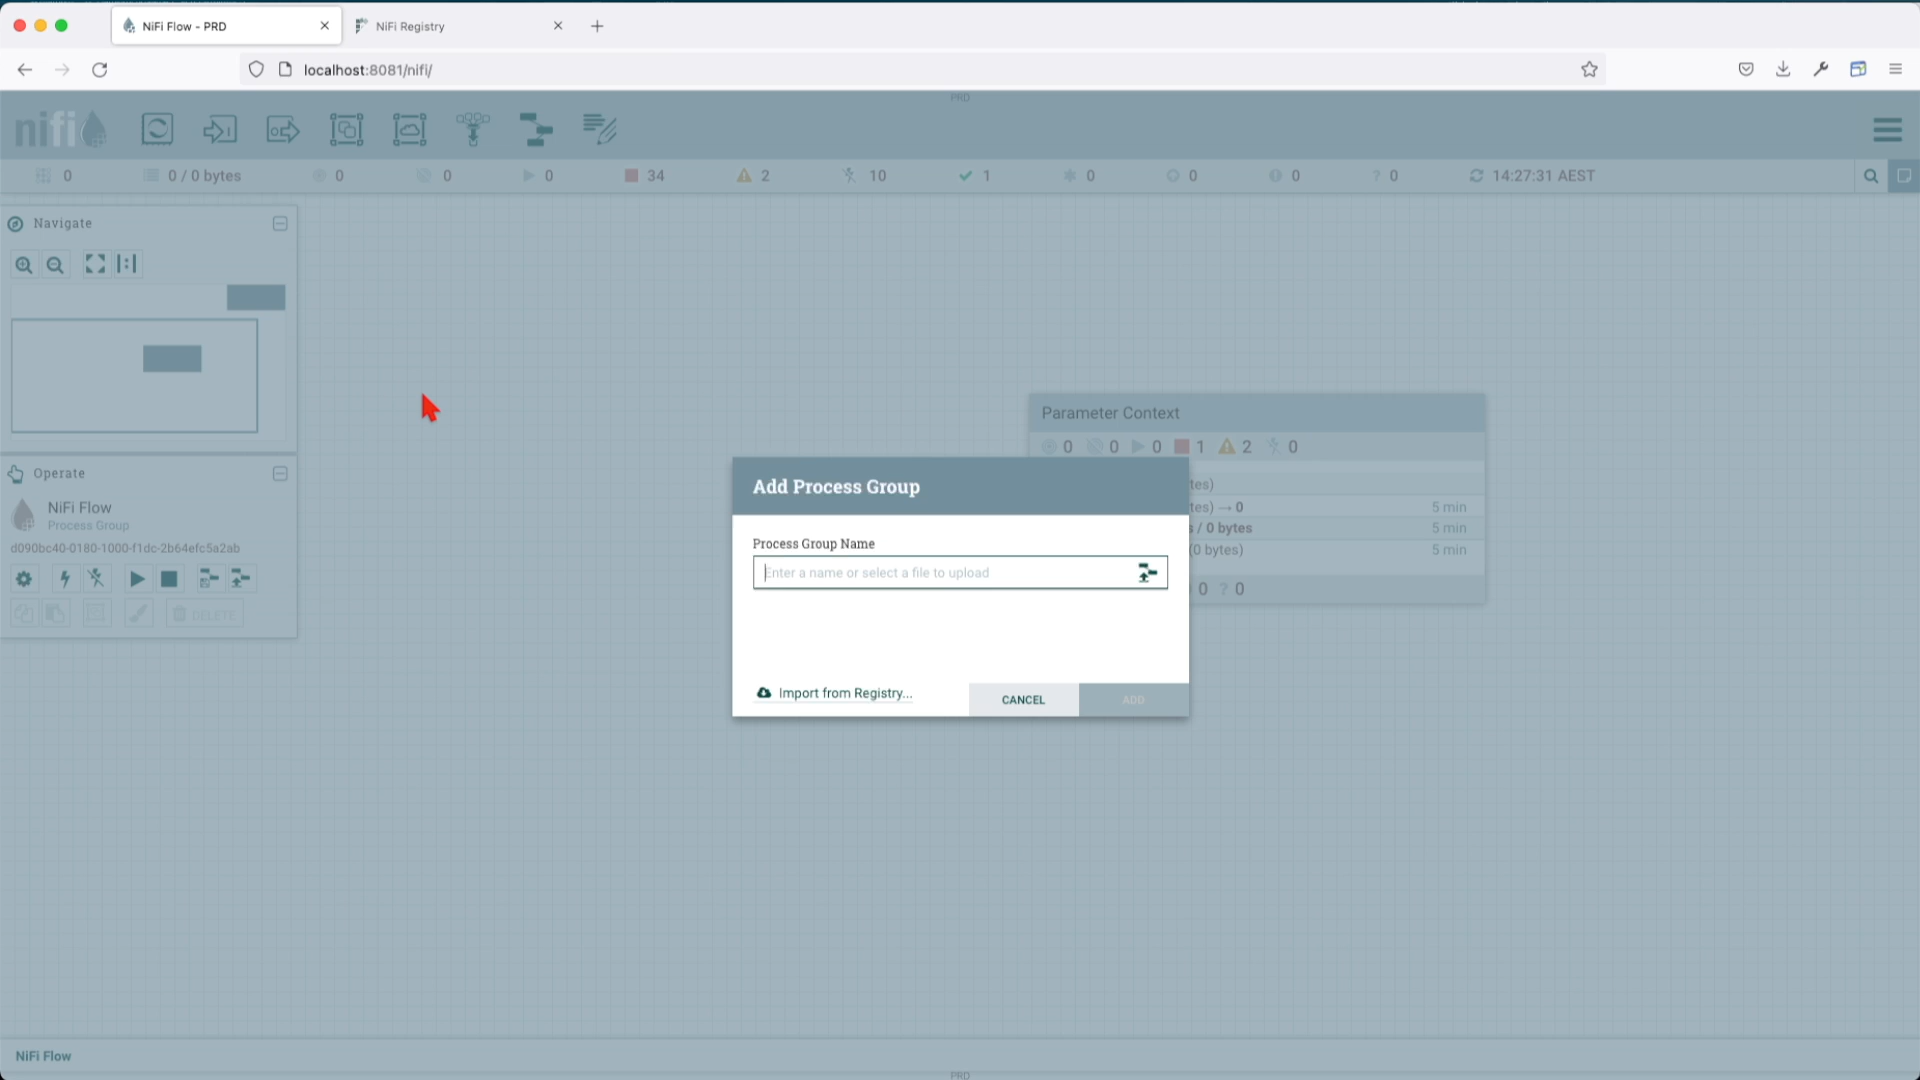 NiFi Flow - PRD
NiFi Registry
localhost:8081/nifi/
PRD
nifi
0
0 / 0 bytes
0
0
0
34
2
10
1
0
0
0
? 0
14:27:31 AEST
Navigate
Operate
NiFi Flow
Process Group
d090bc40-0180-1000-f1dc-2b64efc5a2ab
DELETE
Parameter Context
0 0 0 1 2 0
tes)
tes) → 0 5 min
s / 0 bytes 5 min
(0 bytes) 5 min
0 ? 0
Add Process Group
Process Group Name
Enter a name or select a file to upload
Import from Registry...
CANCEL
ADD
NiFi Flow
PRD